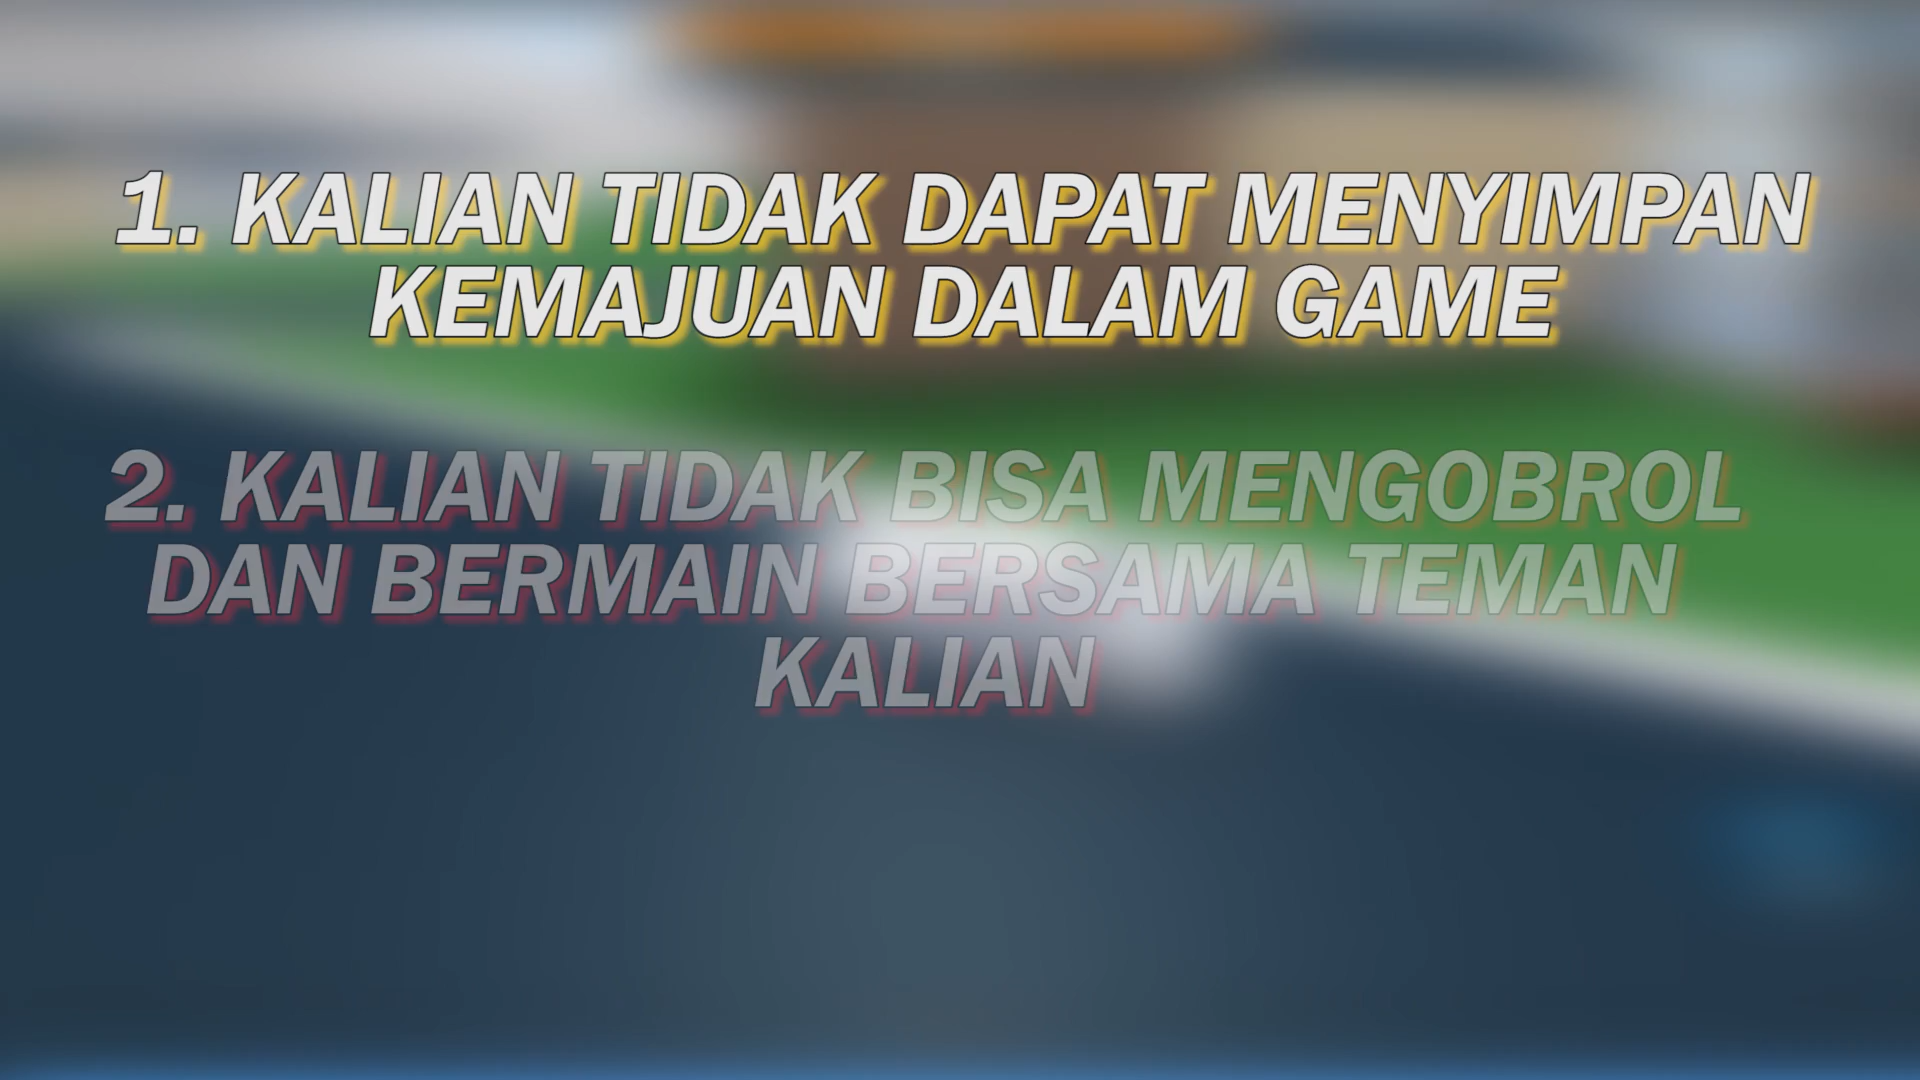 1. KALIAN TIDAK DAPAT MENYIMPAN
KEMAJUAN DALAM GAME
2. KALIAN TIDAK BISA MENGOBROL
DAN BERMAIN BERSAMA TEMAN
KALIAN